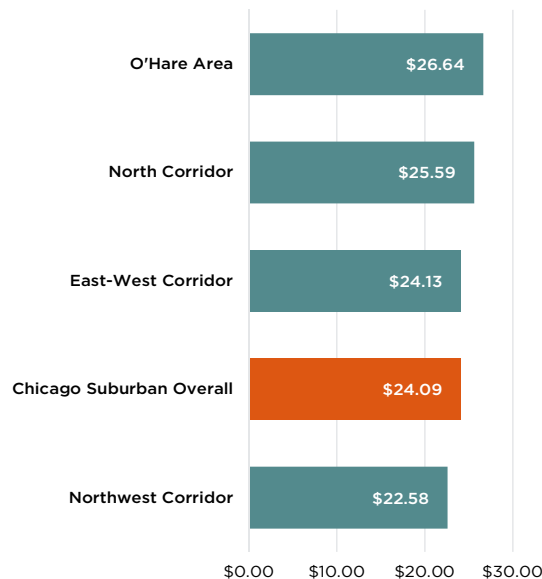 O'Hare Area
$26.64
North Corridor
$25.59
East-West Corridor
$24.13
Chicago Suburban Overall
$24.09
Northwest Corridor
$22.58
$0.00 $10.00 $20.00 $30.00